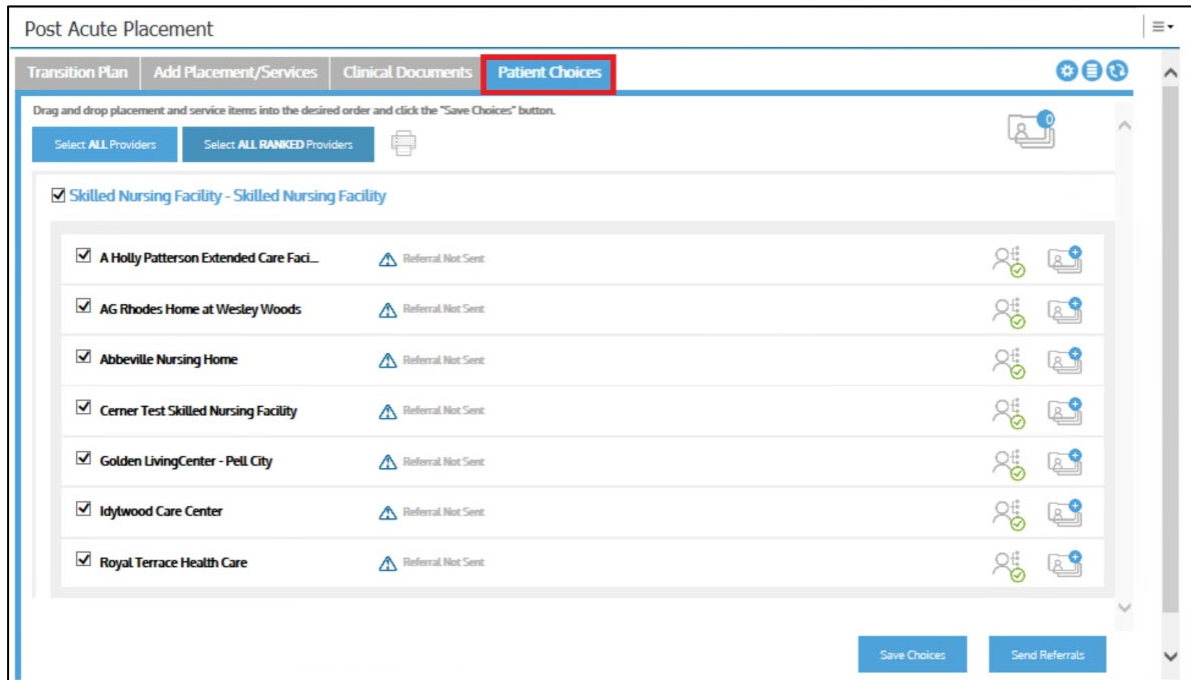 Post Acute Placement
Transition Plan Add Placement/Services Clinical Documents Patient Choices
Drag and drop placement and service items into the desired order and click the "Save Choices" button.
0
Select ALL Providers Select ALL RANKED Providers
Skilled Nursing Facility - Skilled Nursing Facility
A Holly Patterson Extended Care Faci... Referral Not Sent
AG Rhodes Home at Wesley Woods Referral Not Sent
Abbeville Nursing Home Referral Not Sent
Cerner Test Skilled Nursing Facility Referral Not Sent
Golden LivingCenter - Pell City Referral Not Sent
Idylwood Care Center Referral Not Sent
Royal Terrace Health Care Referral Not Sent
Save Choices Send Referrals